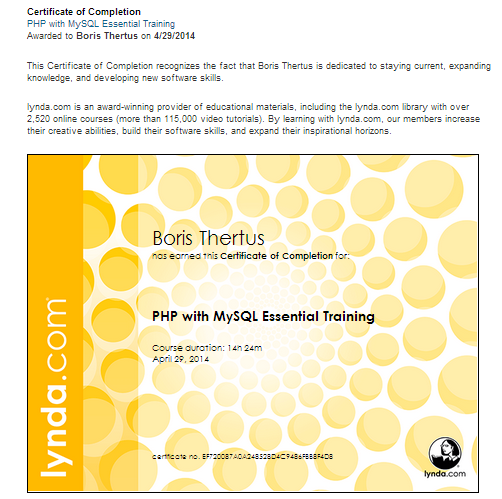 Certificate of Completion
PHP with MySQL Essential Training
Awarded to Boris Thertus on 4/29/2014
This Certificate of Completion recognizes the fact that Boris Thertus is dedicated to staying current, expanding
knowledge, and developing new software skills.
lynda.com is an award-winning provider of educational materials, including the lynda.com library with over
2,520 online courses (more than 115,000 video tutorials). By learning with lynda.com, our members increase
their creative abilities, build their software skills, and expand their inspirational horizons.
lynda.com
Boris Thertus
has earned this Certificate of Completion for:
PHP with MySQL Essential Training
Course duration: 14h 24m
April 29, 2014
certificate no.
lynda.com